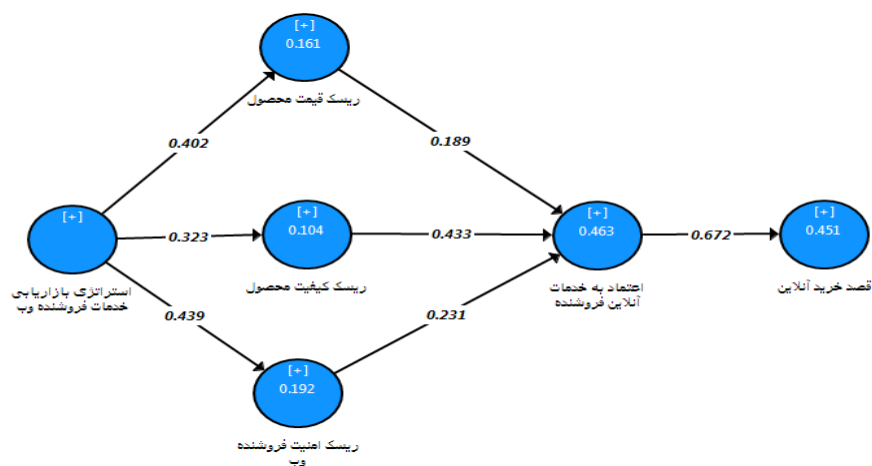 [+]
0.161
ریسک قیمت محصول
0.402
0.189
[+]
استراتژی بازاریابی
خدمات فروشنده وب
0.323
[+]
0.104
ریسک کیفیت محصول
0.433
[+]
0.463
اعتماد به خدمات
آنلاین فروشنده
0.672
[+]
0.451
قصد خرید آنلاین
0.439
0.231
[+]
0.192
ریسک امنیت فروشنده
وب